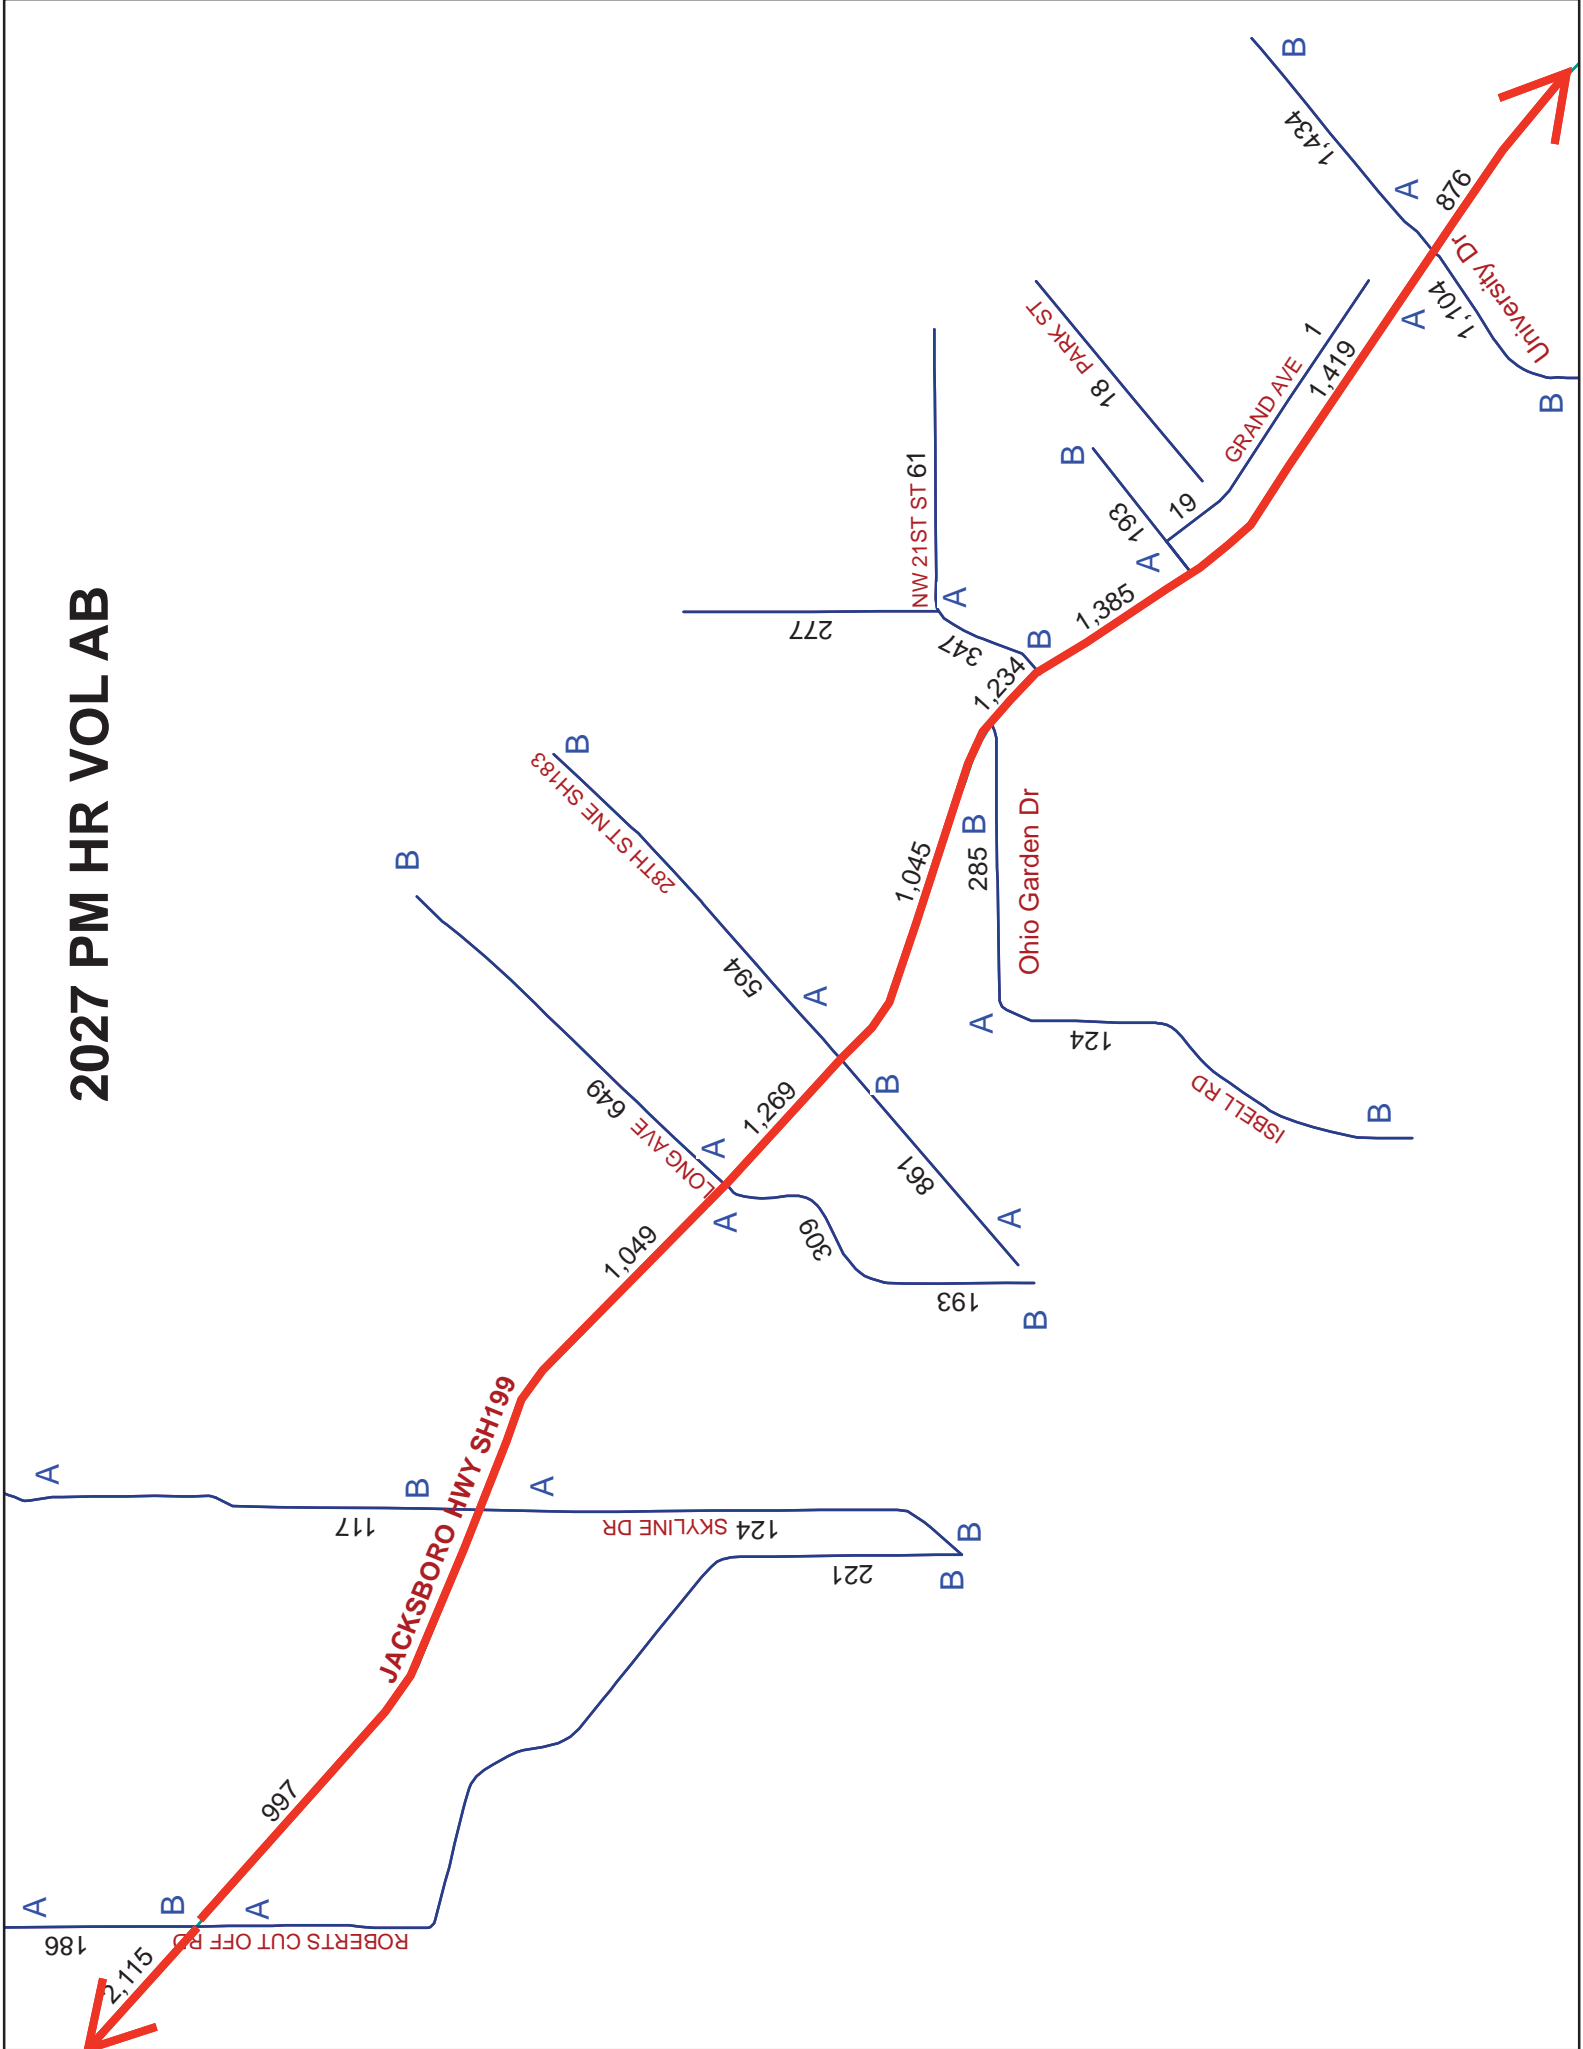 2027 PM HR VOL AB
A
186
B
2,115
A
ROBERTS CUT OFF RD
997
A
117
B
JACKSBORO HWY SH199
A
SKYLINE DR
124
B
221
B
1,049
B
649
LONG AVE
A
A
309
193
B
1,269
B
28TH ST NE SH183
594
A
B
861
A
1,045
B
285
Ohio Garden Dr
A
124
ISBELL RD
B
1,234
277
347
NW 21ST ST
61
A
B
1,385
A
193
B
19
PARK ST
18
GRAND AVE
1
1,419
B
1,434
A
876
A
1,104
University Dr
B